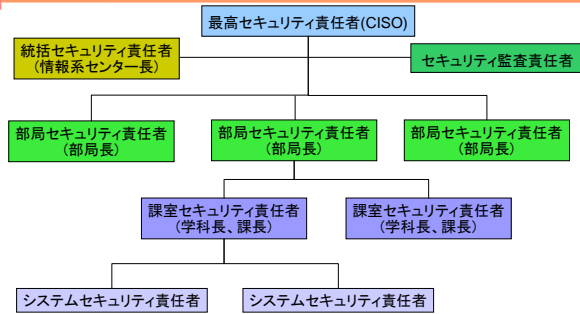 最高セキュリティ責任者(CISO)
統括セキュリティ責任者
(情報系センター長)
セキュリティ監査責任者
部局セキュリティ責任者
(部局長)
部局セキュリティ責任者
(部局長)
部局セキュリティ責任者
(部局長)
課室セキュリティ責任者
(学科長、課長)
課室セキュリティ責任者
(学科長、課長)
システムセキュリティ責任者
システムセキュリティ責任者